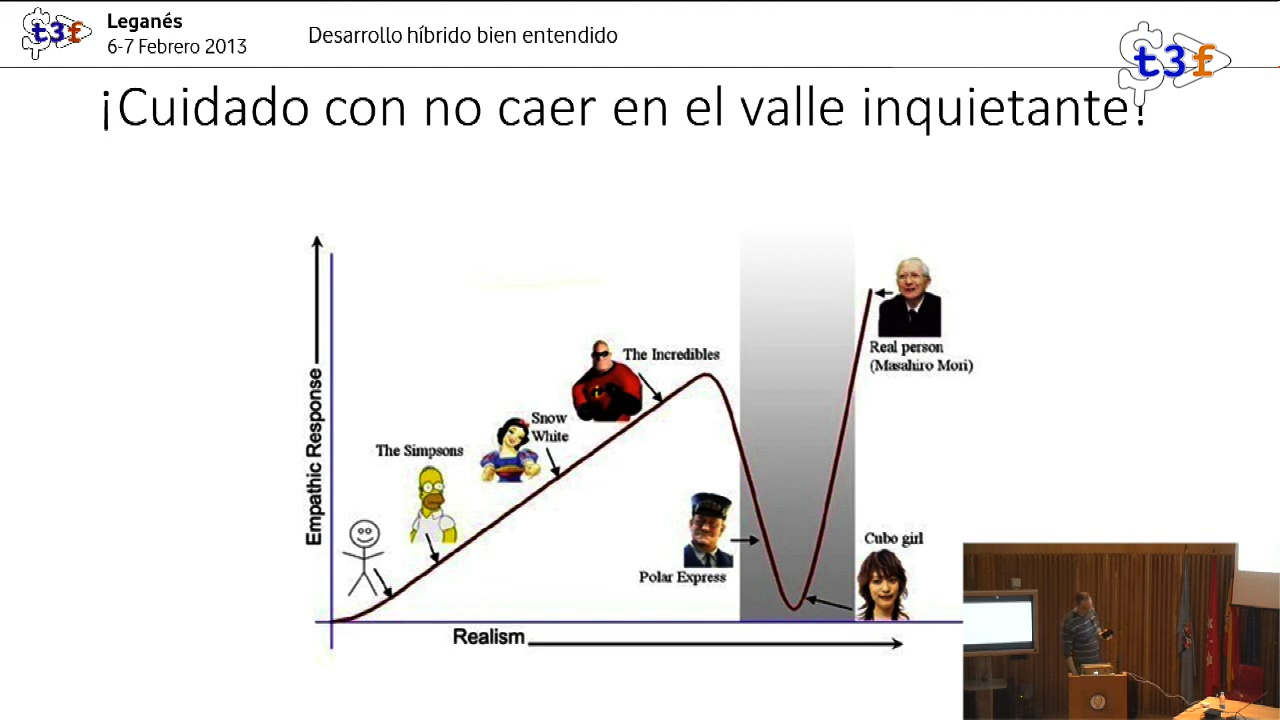 t3f
Leganés
6-7 Febrero 2013
Desarrollo híbrido bien entendido
t3f
¡Cuidado con no caer en el valle inquietante!
Empathic Response
The Simpsons
Snow
White
The Incredibles
Real person
(Masahiro Mori)
Polar Express
Cubo girl
Realism